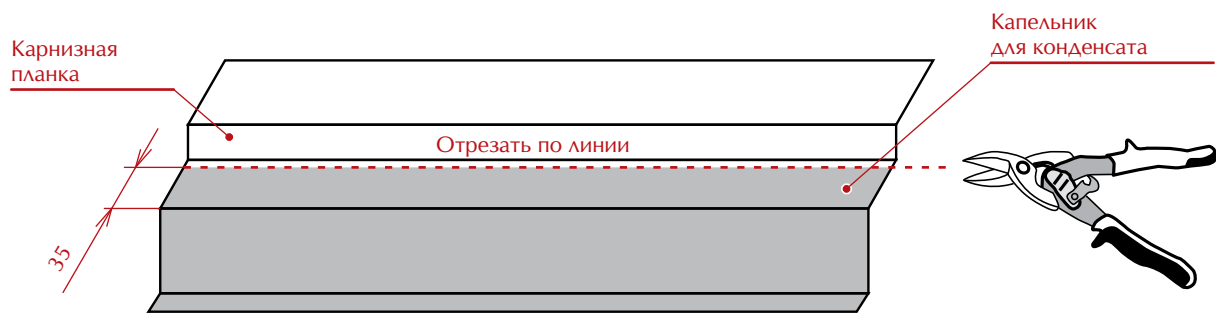 Карнизная
планка
Капельник
для конденсата
Отрезать по линии
35